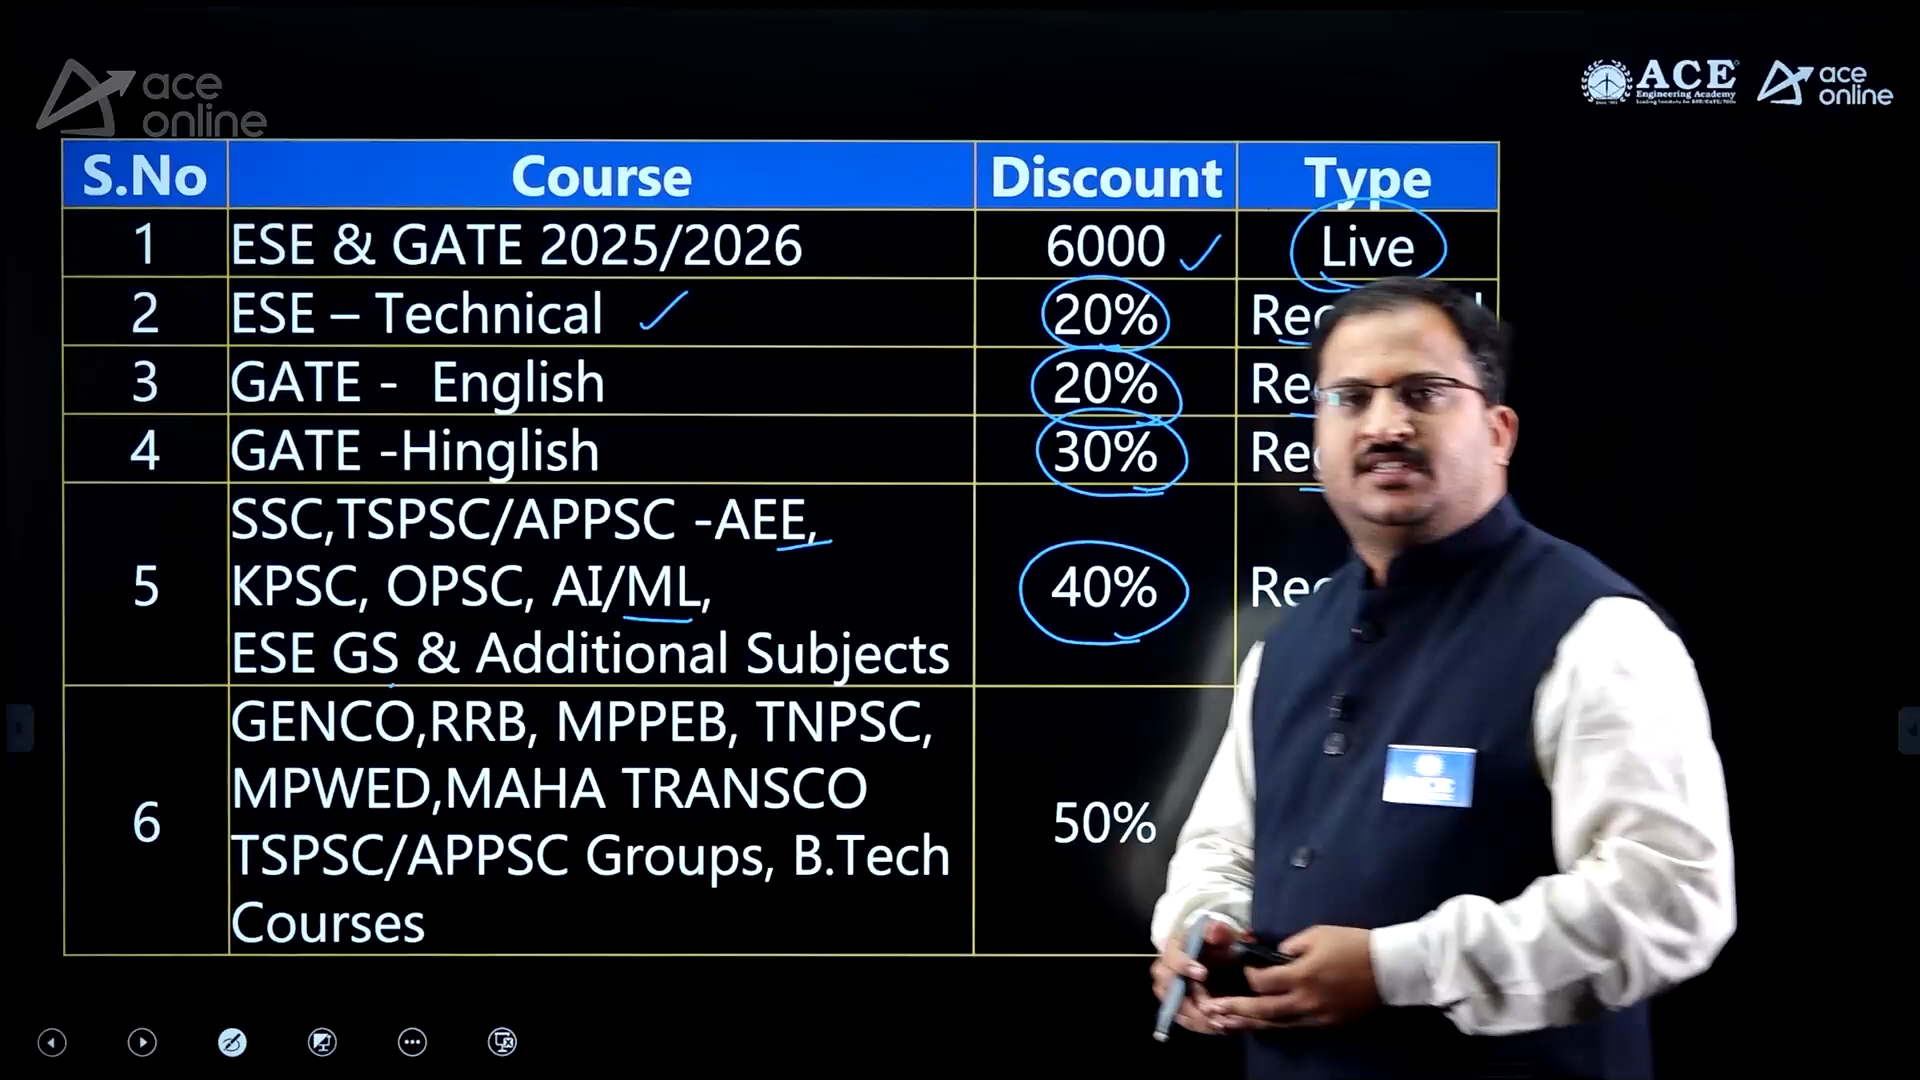 ace
online
ACE
Engineering Academy
ace
online
S.No Course Discount Type
1 ESE & GATE 2025/2026 6000 Live
2 ESE – Technical 20%
3 GATE - English 20%
4 GATE -Hinglish 30%
5 SSC,TSPSC/APPSC -AEE,
KPSC, OPSC, AI/ML, 40%
ESE GS & Additional Subjects
GENCO,RRB, MPPEB, TNPSC,
MPWED,MAHA TRANSCO
6 50%
TSPSC/APPSC Groups, B.Tech
Courses